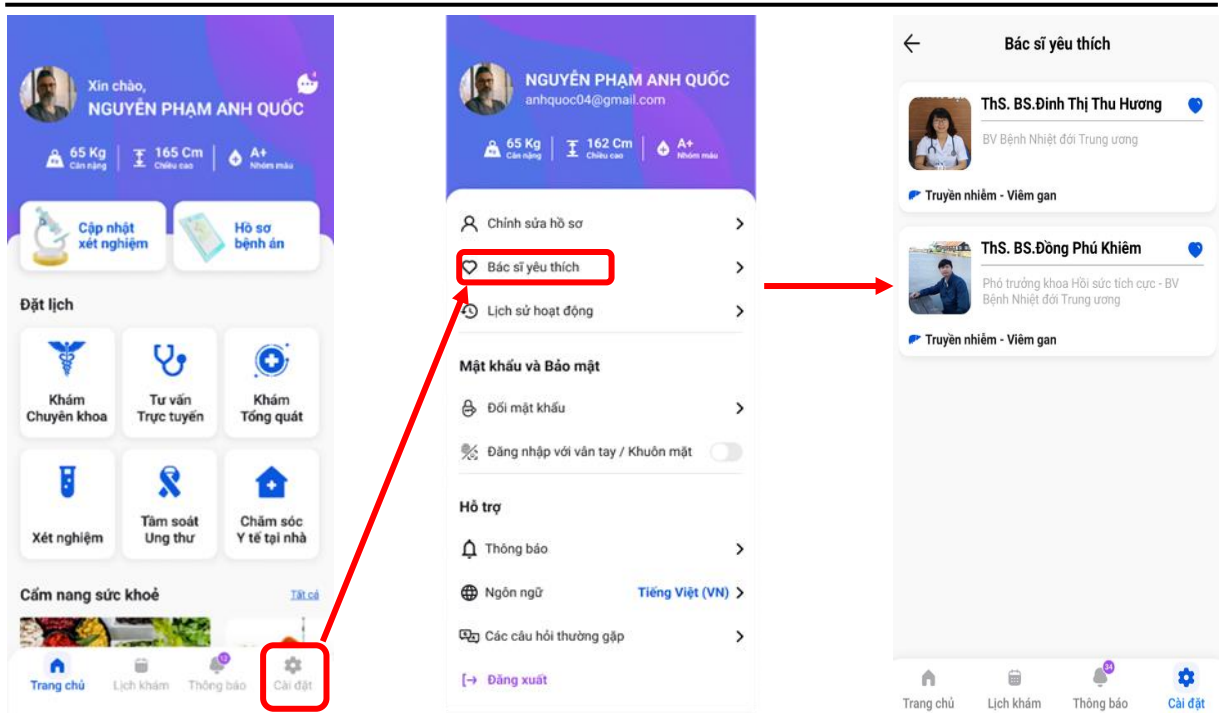 Xin chào,
NGUYỄN PHẠM ANH QUỐC
65 Kg
Cân nặng
165 Cm
Chiều cao
A+
Nhóm máu
Cập nhật
xét nghiệm
Hồ sơ
bệnh án
Đặt lịch
Khám
Chuyên khoa
Tư vấn
Trực tuyến
Khám
Tổng quát
Xét nghiệm
Tầm soát
Ung thư
Chăm sóc
Y tế tại nhà
Cẩm nang sức khoẻ
Tất cả
Trang chủ
Lịch khám
12
Thông báo
Cài đặt
NGUYỄN PHẠM ANH QUỐC
anhquoc04@gmail.com
65 Kg
Cân nặng
162 Cm
Chiều cao
A+
Nhóm máu
Chỉnh sửa hồ sơ
Bác sĩ yêu thích
Lịch sử hoạt động
Mật khẩu và Bảo mật
Đổi mật khẩu
Đăng nhập với vân tay / Khuôn mặt
Hỗ trợ
Thông báo
Ngôn ngữ
Tiếng Việt (VN)
Các câu hỏi thường gặp
Đăng xuất
Bác sĩ yêu thích
ThS. BS.Đinh Thị Thu Hương
BV Bệnh Nhiệt đới Trung ương
Truyền nhiễm - Viêm gan
ThS. BS.Đồng Phú Khiêm
Phó trưởng khoa Hồi sức tích cực - BV
Bệnh Nhiệt đới Trung ương
Truyền nhiễm - Viêm gan
Trang chủ
Lịch khám
34
Thông báo
Cài đặt